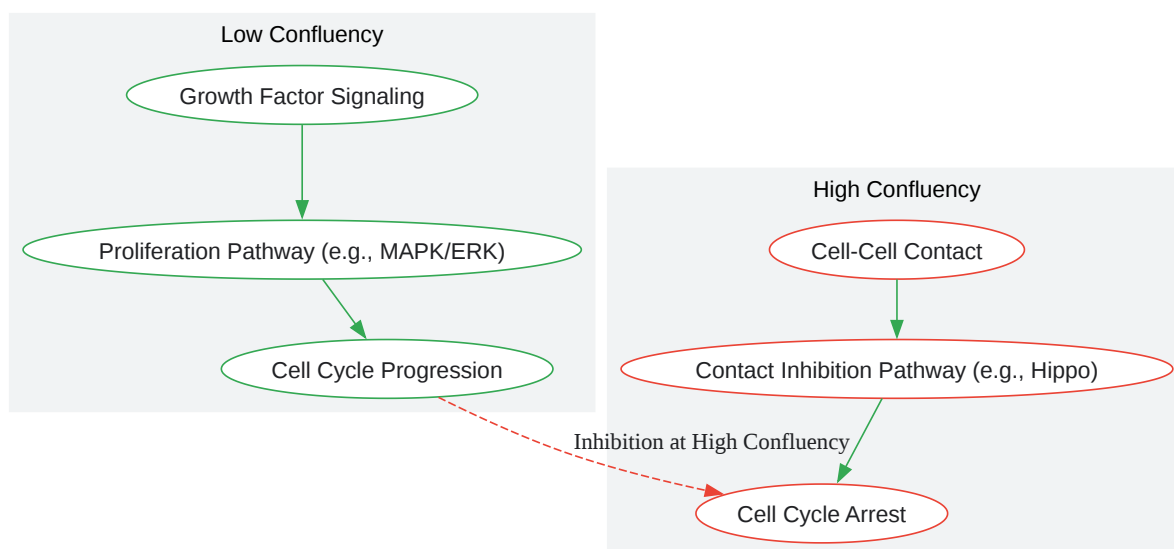 Low Confluency
Growth Factor Signaling
Proliferation Pathway (e.g., MAPK/ERK)
Cell Cycle Progression
High Confluency
Cell-Cell Contact
Contact Inhibition Pathway (e.g., Hippo)
Inhibition at High Confluency
Cell Cycle Arrest